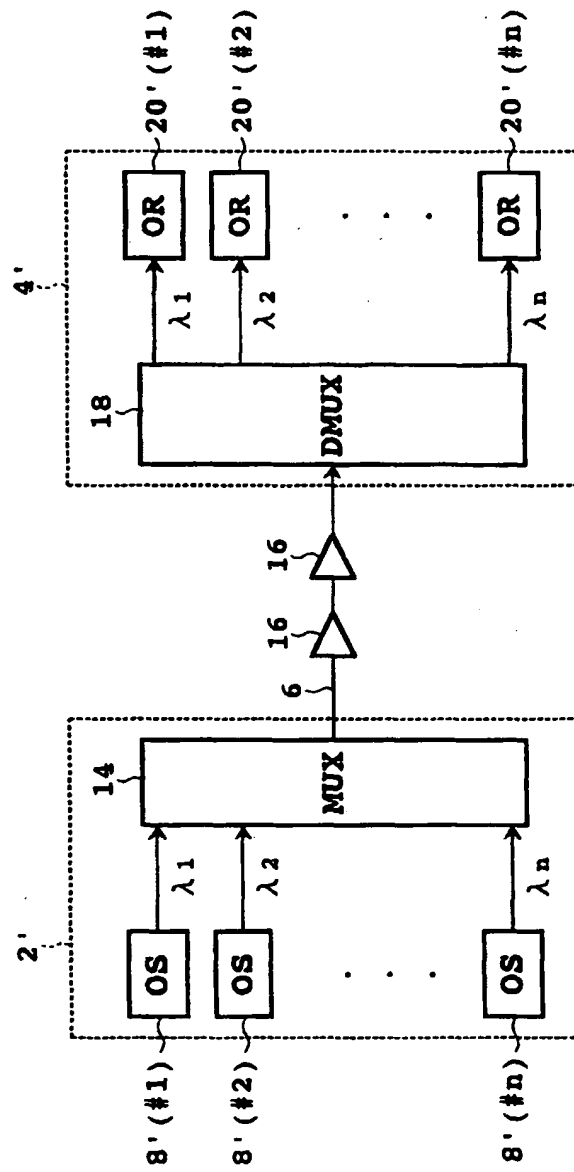 2'
8'(#1)
OS
λ1
8'(#2)
OS
λ2
. . .
8'(#n)
OS
λn
14
MUX
6
16
16
4'
18
DMUX
λ1
OR
20'(#1)
λ2
OR
20'(#2)
. . .
λn
OR
20'(#n)